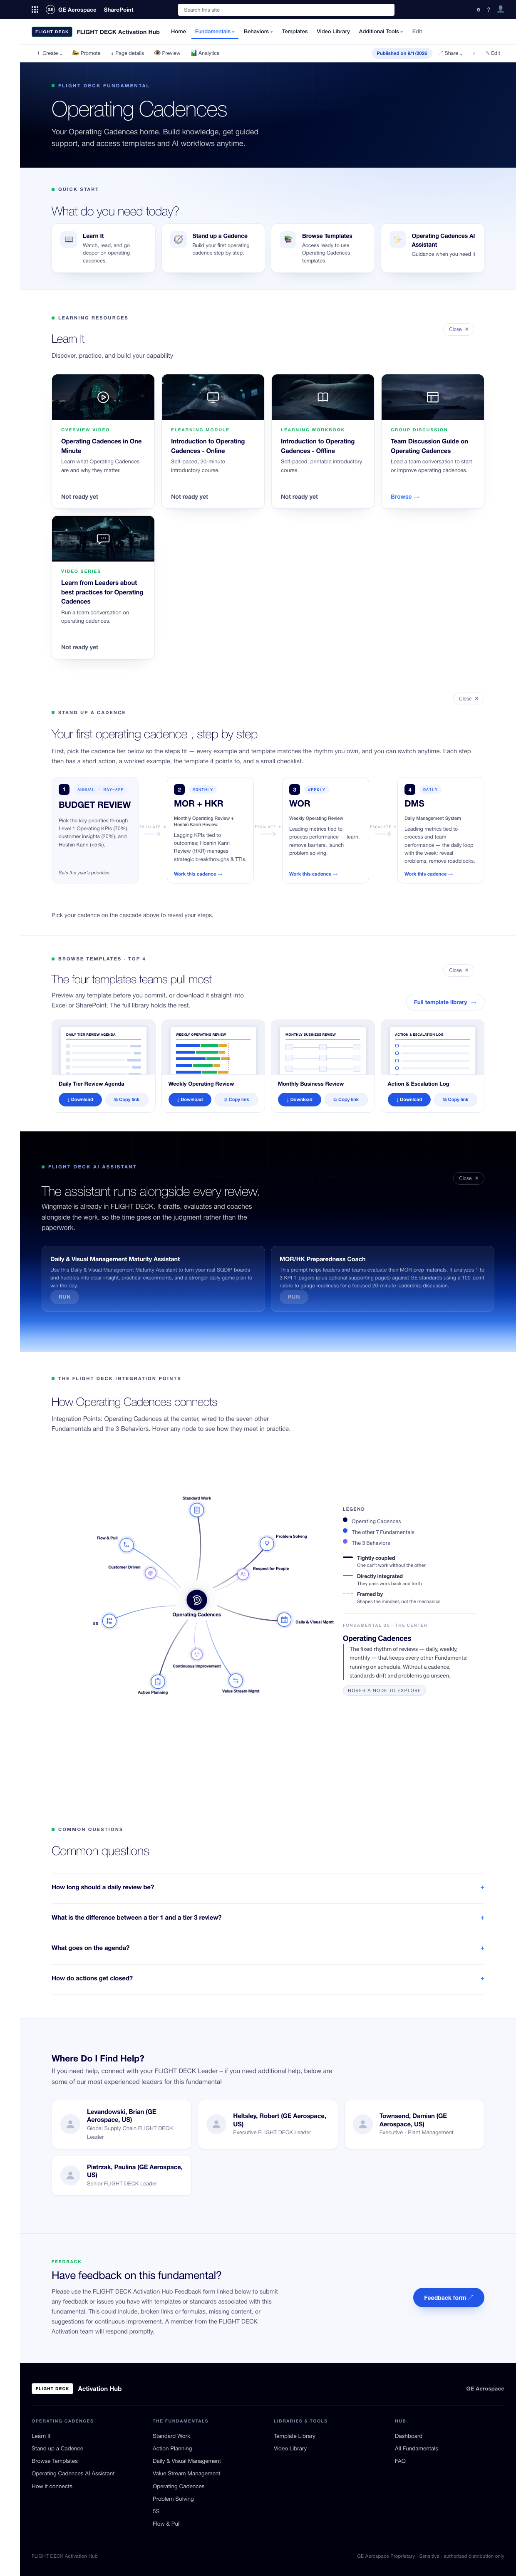 GE Aerospace SharePoint Search this site ?
FLIGHT DECK FLIGHT DECK Activation Hub Home Fundamentals Behaviors Templates Video Library Additional Tools Edit
+ Create Promote Page details Preview Analytics Published on 9/1/2026 Share Edit
FLIGHT DECK FUNDAMENTAL
Operating Cadences
Your Operating Cadences home. Build knowledge, get guided
support, and access templates and AI workflows anytime.
QUICK START
What do you need today?
Learn It
Watch, read, and go
deeper on operating
cadences.
Stand up a Cadence
Build your first operating
cadence step by step.
Browse Templates
Access ready to use
Operating Cadences
templates
Operating Cadences AI
Assistant
Guidance when you need it
LEARNING RESOURCES
Learn It
Close ×
Discover, practice, and build your capability
OVERVIEW VIDEO
Operating Cadences in One
Minute
Learn what Operating Cadences
are and why they matter.
Not ready yet
ELEARNING MODULE
Introduction to Operating
Cadences - Online
Self-paced, 20-minute
introductory course.
Not ready yet
LEARNING WORKBOOK
Introduction to Operating
Cadences - Offline
Self-paced, printable introductory
course.
Not ready yet
GROUP DISCUSSION
Team Discussion Guide on
Operating Cadences
Lead a team conversation to start
or improve operating cadences.
Browse →
VIDEO SERIES
Learn from Leaders about
best practices for Operating
Cadences
Run a team conversation on
operating cadences.
Not ready yet
Close ×
STAND UP A CADENCE
Your first operating cadence , step by step
First, pick the cadence tier below so the steps fit — every example and template matches the rhythm you own, and you can switch anytime. Each step
then has a short action, a worked example, the template it points to, and a small checklist.
1 ANNUAL · MAY–SEP
BUDGET REVIEW
Pick the key priorities through
Level 1 Operating KPIs (70%),
customer insights (20%), and
Hoshin Kanri (~5%).
Sets the year's priorities
ESCALATE
2 MONTHLY
MOR + HKR
Monthly Operating Review +
Hoshin Kanri Review
Lagging KPIs tied to
outcomes; Hoshin Kanri
Review (HKR) manages
strategic breakthroughs & TTIs.
Work this cadence →
ESCALATE
3 WEEKLY
WOR
Weekly Operating Review
Leading metrics tied to
process performance — learn,
remove barriers, launch
problem solving.
Work this cadence →
ESCALATE
4 DAILY
DMS
Daily Management System
Leading metrics tied to
process and team
performance — the daily loop
with the week: reveal
problems, remove roadblocks.
Work this cadence →
Pick your cadence on the cascade above to reveal your steps.
BROWSE TEMPLATES · TOP 4
The four templates teams pull most
Close ×
Preview any template before you commit, or download it straight into
Excel or SharePoint. The full library holds the rest.
Full template library →
DAILY TIER REVIEW AGENDA
Daily Tier Review Agenda
↓ Download Copy link
WEEKLY OPERATING REVIEW
Weekly Operating Review
↓ Download Copy link
MONTHLY BUSINESS REVIEW
Monthly Business Review
↓ Download Copy link
ACTION & ESCALATION LOG
Action & Escalation Log
↓ Download Copy link
FLIGHT DECK AI ASSISTANT
Close ×
The assistant runs alongside every review.
Wingmate is already in FLIGHT DECK. It drafts, evaluates and coaches
alongside the work, so the time goes on the judgment rather than the
paperwork.
Daily & Visual Management Maturity Assistant
Use this Daily & Visual Management Maturity Assistant to turn your real SQDIP boards
and huddles into clear insight, practical experiments, and a stronger daily game plan to
win the day.
RUN
MOR/HK Preparedness Coach
This prompt helps leaders and teams evaluate their MOR prep materials. It analyzes 1 to
3 KPI 1-pagers (plus optional supporting pages) against GE standards using a 100-point
rubric to gauge readiness for a focused 20-minute leadership discussion.
RUN
THE FLIGHT DECK INTEGRATION POINTS
How Operating Cadences connects
Integration Points: Operating Cadences at the center, wired to the seven other
Fundamentals and the 3 Behaviors. Hover any node to see how they meet in practice.
Standard Work
Flow & Pull
Problem Solving
Customer Driven
Respect for People
Operating Cadences
5S
Daily & Visual Mgmt
Continuous Improvement
Action Planning
Value Stream Mgmt
LEGEND
Operating Cadences
The other 7 Fundamentals
The 3 Behaviors
Tightly coupled
One can't work without the other
Directly integrated
They pass work back and forth
Framed by
Shapes the mindset, not the mechanics
Operating Cadences
The fixed rhythm of reviews — daily, weekly,
monthly — that keeps every other Fundamental
running on schedule. Without a cadence,
standards drift and problems go unseen.
HOVER A NODE TO EXPLORE
COMMON QUESTIONS
Common questions
How long should a daily review be? +
What is the difference between a tier 1 and a tier 3 review? +
What goes on the agenda? +
How do actions get closed? +
Where Do I Find Help?
If you need help, connect with your FLIGHT DECK Leader – if you need additional help, below are
some of our most experienced leaders for this fundamental!
Levandowski, Brian (GE
Aerospace, US)
Global Supply Chain FLIGHT DECK
Leader
Heltsley, Robert (GE Aerospace,
US)
Executive FLIGHT DECK Leader
Townsend, Damian (GE
Aerospace, US)
Executive - Plant Management
Pietrzak, Paulina (GE Aerospace,
US)
Senior FLIGHT DECK Leader
FEEDBACK
Have feedback on this fundamental?
Please use the FLIGHT DECK Activation Hub Feedback form linked below to submit
any feedback or issues you have with templates or standards associated with this
fundamental. This could include, broken links or formulas, missing content, or
suggestions for continuous improvement. A member from the FLIGHT DECK
Activation team will respond promptly.
Feedback form ↗
FLIGHT DECK Activation Hub GE Aerospace
OPERATING CADENCES
Learn It
Stand up a Cadence
Browse Templates
Operating Cadences AI Assistant
How it connects
THE FUNDAMENTALS
Standard Work
Action Planning
Daily & Visual Management
Value Stream Management
Operating Cadences
Problem Solving
5S
Flow & Pull
LIBRARIES & TOOLS
Template Library
Video Library
HUB
Dashboard
All Fundamentals
FAQ
FLIGHT DECK Activation Hub GE Aerospace Proprietary · Sensitive · authorized distribution only